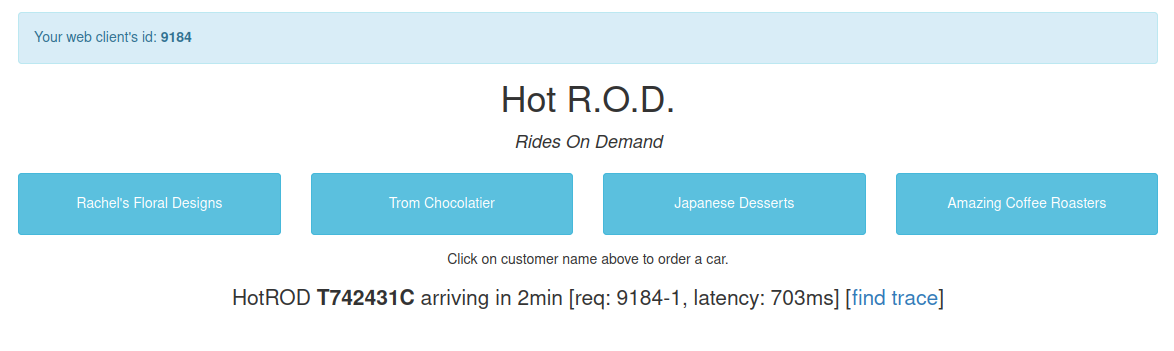 Your web client's id: 9184
Hot R.O.D.
Rides On Demand
Rachel's Floral Designs
Trom Chocolatier
Japanese Desserts
Amazing Coffee Roasters
Click on customer name above to order a car.
HotROD T742431C arriving in 2min [req: 9184-1, latency: 703ms] [find trace]